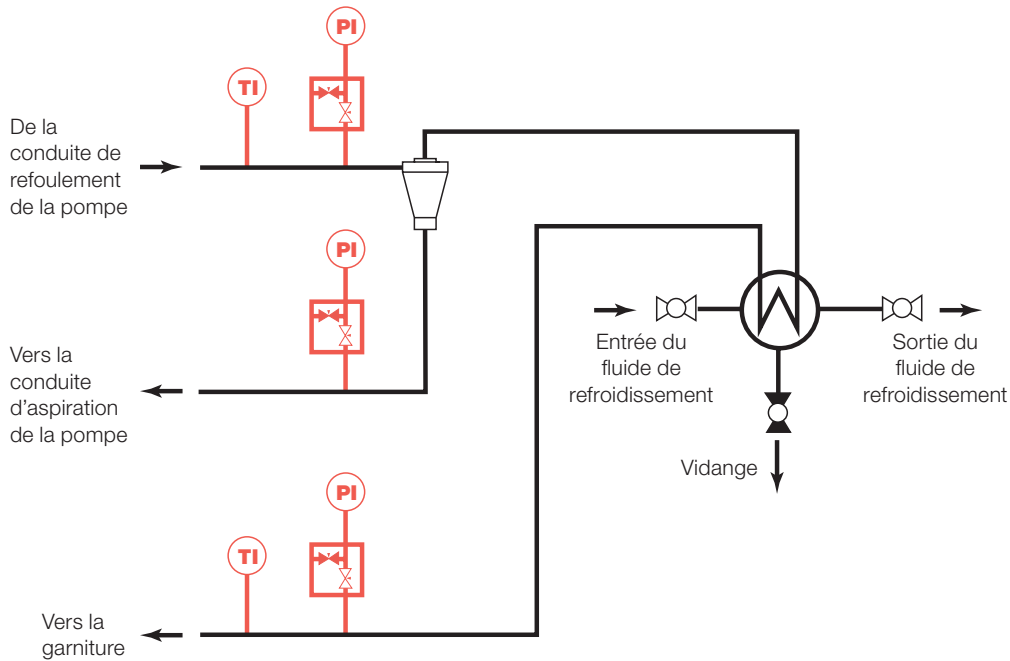 PI
TI
De la
conduite de
refoulement
de la pompe
PI
Vers la
conduite
d'aspiration
de la pompe
Entrée du
fluide de
refroidissement
Sortie du
fluide de
refroidissement
Vidange
PI
TI
Vers la
garniture